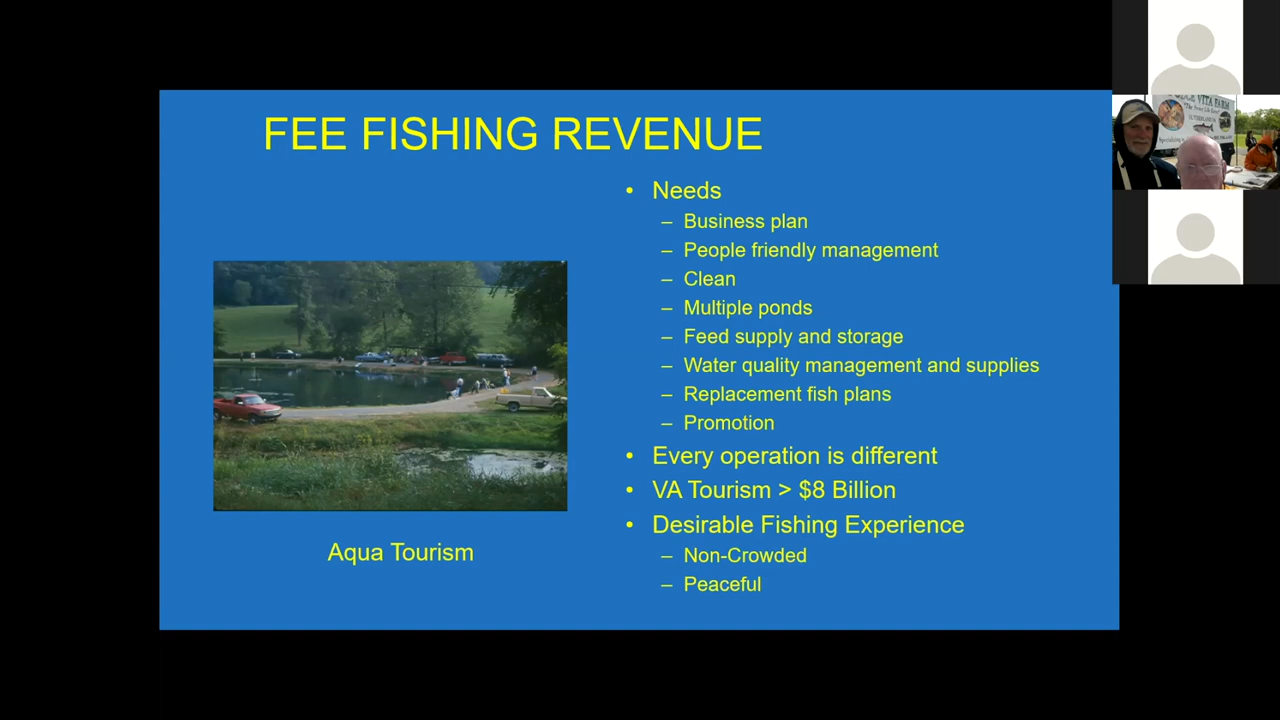 FEE FISHING REVENUE
• Needs
– Business plan
– People friendly management
– Clean
– Multiple ponds
– Feed supply and storage
– Water quality management and supplies
– Replacement fish plans
– Promotion
• Every operation is different
• VA Tourism > $8 Billion
• Desirable Fishing Experience
– Non-Crowded
– Peaceful
Aqua Tourism
VITA FARM